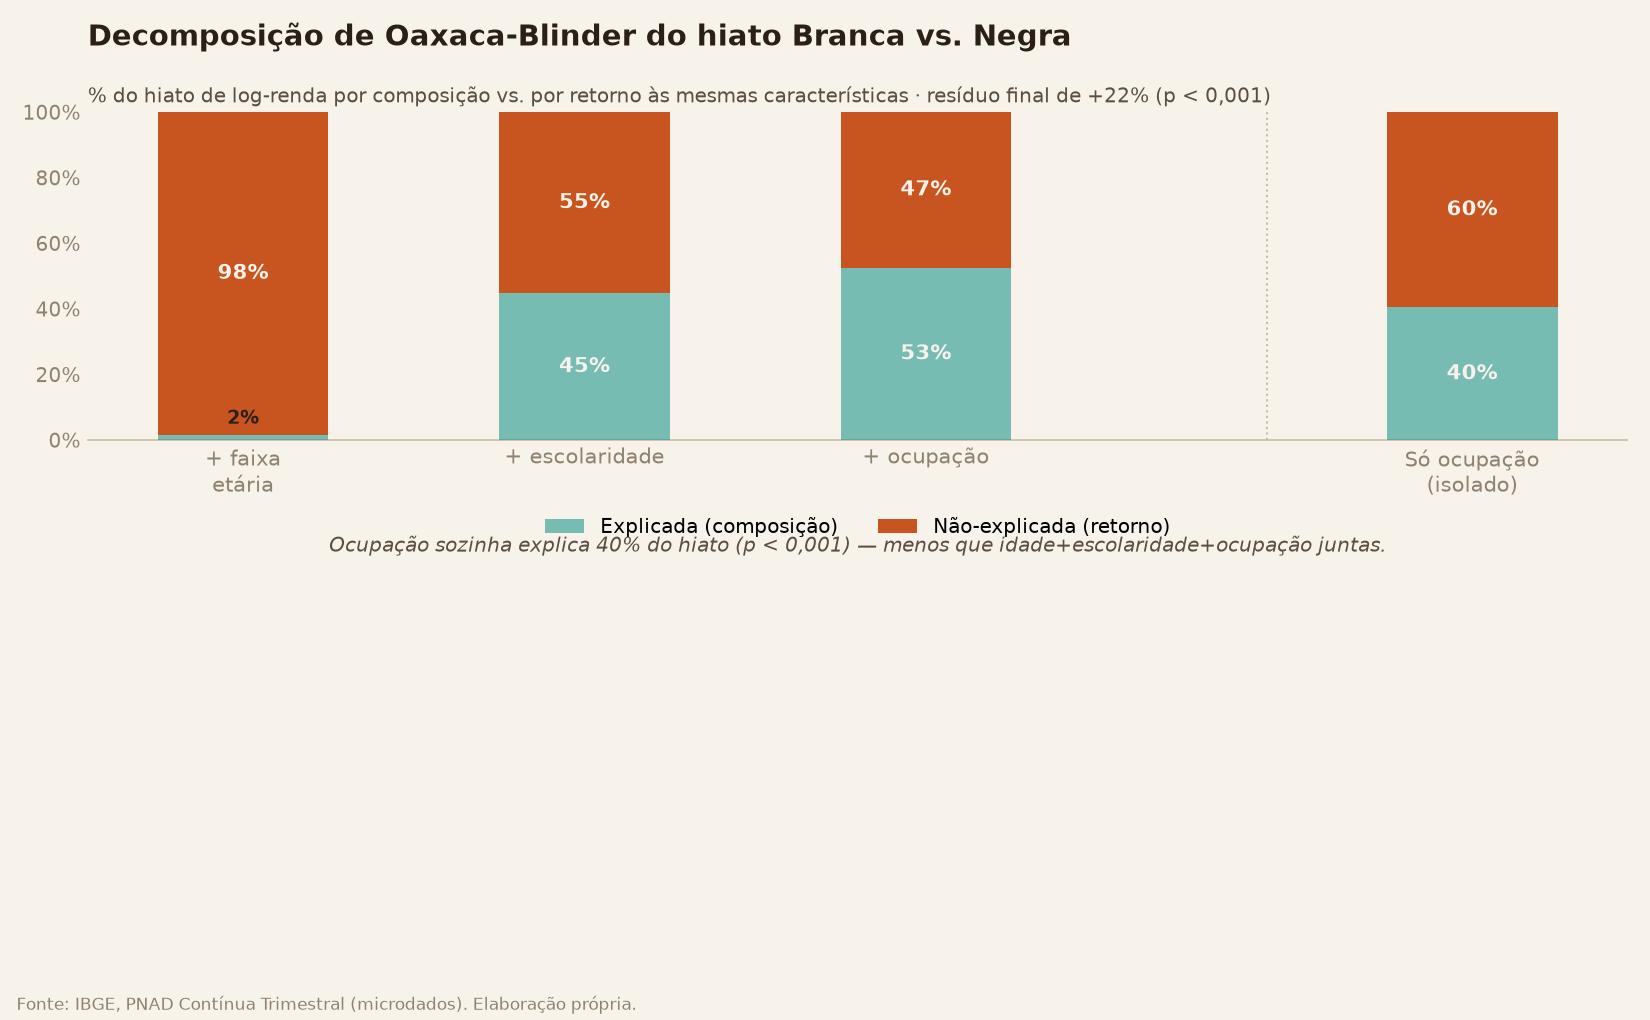 Decomposição de Oaxaca-Blinder do hiato Branca vs. Negra
% do hiato de log-renda por composição vs. por retorno às mesmas características · resíduo final de +22% (p < 0,001)
100%
80%
60%
40%
20%
0%
98%
2%
55%
45%
47%
53%
60%
40%
+ faixa
etária
+ escolaridade
+ ocupação
Só ocupação
(isolado)
Explicada (composição)
Não-explicada (retorno)
Ocupação sozinha explica 40% do hiato (p < 0,001) — menos que idade+escolaridade+ocupação juntas.
Fonte: IBGE, PNAD Contínua Trimestral (microdados). Elaboração própria.